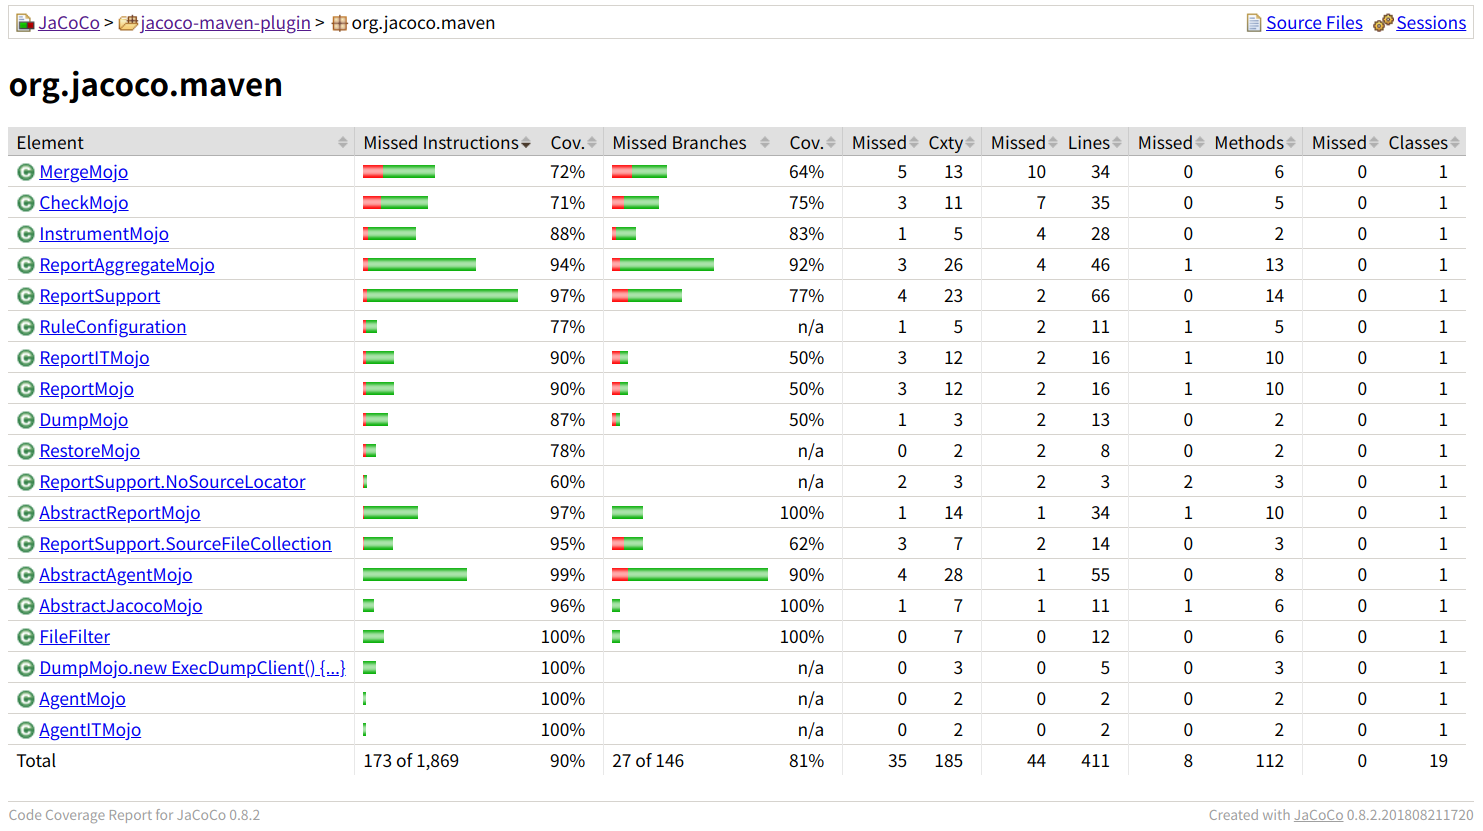 JaCoCo > jacoco-maven-plugin > org.jacoco.maven Source Files Sessions
org.jacoco.maven
Element Missed Instructions Cov. Missed Branches Cov. Missed Cxty Missed Lines Missed Methods Missed Classes
MergeMojo 72% 64% 5 13 10 34 0 6 0 1
CheckMojo 71% 75% 3 11 7 35 0 5 0 1
InstrumentMojo 88% 83% 1 5 4 28 0 2 0 1
ReportAggregateMojo 94% 92% 3 26 4 46 1 13 0 1
ReportSupport 97% 77% 4 23 2 66 0 14 0 1
RuleConfiguration 77% n/a 1 5 2 11 1 5 0 1
ReportITMojo 90% 50% 3 12 2 16 1 10 0 1
ReportMojo 90% 50% 3 12 2 16 1 10 0 1
DumpMojo 87% 50% 1 3 2 13 0 2 0 1
RestoreMojo 78% n/a 0 2 2 8 0 2 0 1
ReportSupport.NoSourceLocator 60% n/a 2 3 2 3 2 3 0 1
AbstractReportMojo 97% 100% 1 14 1 34 1 10 0 1
ReportSupport.SourceFileCollection 95% 62% 3 7 2 14 0 3 0 1
AbstractAgentMojo 99% 90% 4 28 1 55 0 8 0 1
AbstractJacocoMojo 96% 100% 1 7 1 11 1 6 0 1
FileFilter 100% 100% 0 7 0 12 0 6 0 1
DumpMojo.new ExecDumpClient() {...} 100% n/a 0 3 0 5 0 3 0 1
AgentMojo 100% n/a 0 2 0 2 0 2 0 1
AgentITMojo 100% n/a 0 2 0 2 0 2 0 1
Total 173 of 1,869 90% 27 of 146 81% 35 185 44 411 8 112 0 19
Code Coverage Report for JaCoCo 0.8.2 Created with JaCoCo 0.8.2.201808211720